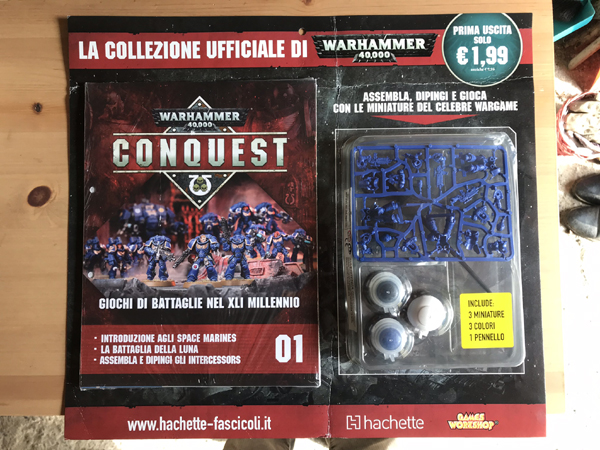 LA COLLEZIONE UFFICIALE DI
WARHAMMER
40,000
PRIMA USCITA
SOLO
€ 1,99
ASSEMBLA, DIPINGI E GIOCA
CON LE MINIATURE DEL CELEBRE WARGAME
WARHAMMER
40,000
CONQUEST
GIOCHI DI BATTAGLIE NEL XLI MILLENNIO
• INTRODUZIONE AGLI SPACE MARINES
• LA BATTAGLIA DELLA LUNA
• ASSEMBLA E DIPINGI GLI INTERCESSORS
01
INCLUDE:
3 MINIATURE
3 COLORI
1 PENNELLO
www.hachette-fascicoli.it
hachette
GAMES
WORKSHOP